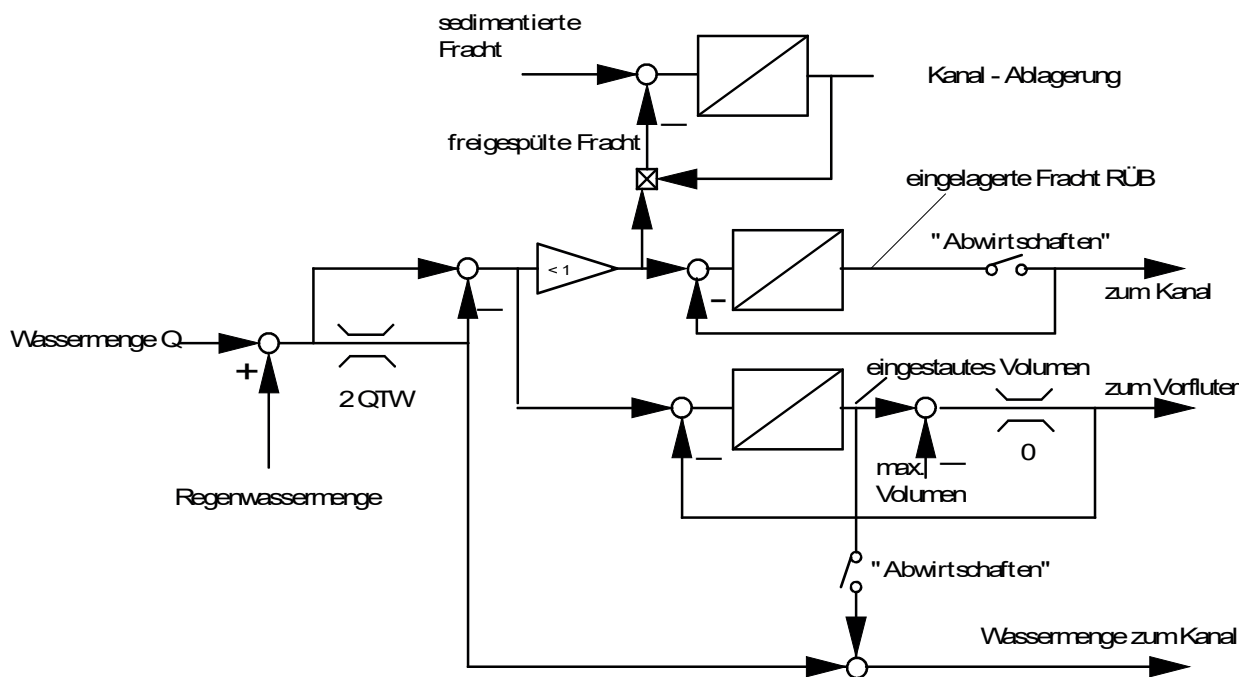 sedimentierte
Fracht
Kanal - Ablagerung
freigespülte Fracht
eingelagerte Fracht RÜB
"Abwirtschaften"
< 1
zum Kanal
Wassermenge Q
+
2 QTW
eingestautes Volumen
zum Vorfluter
max.
Volumen
0
Regenwassermenge
"Abwirtschaften"
Wassermenge zum Kanal